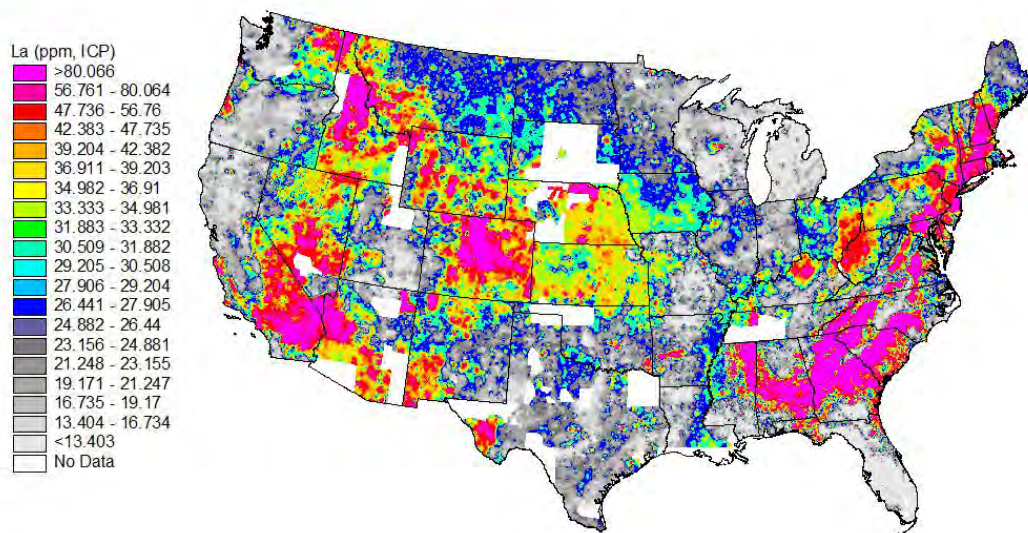 La (ppm, ICP)
>80.066
56.761 - 80.064
47.736 - 56.76
42.383 - 47.735
39.204 - 42.382
36.911 - 39.203
34.982 - 36.91
33.333 - 34.981
31.883 - 33.332
30.509 - 31.882
29.205 - 30.508
27.906 - 29.204
26.441 - 27.905
24.882 - 26.44
23.156 - 24.881
21.248 - 23.155
19.171 - 21.247
16.735 - 19.17
13.404 - 16.734
<13.403
No Data